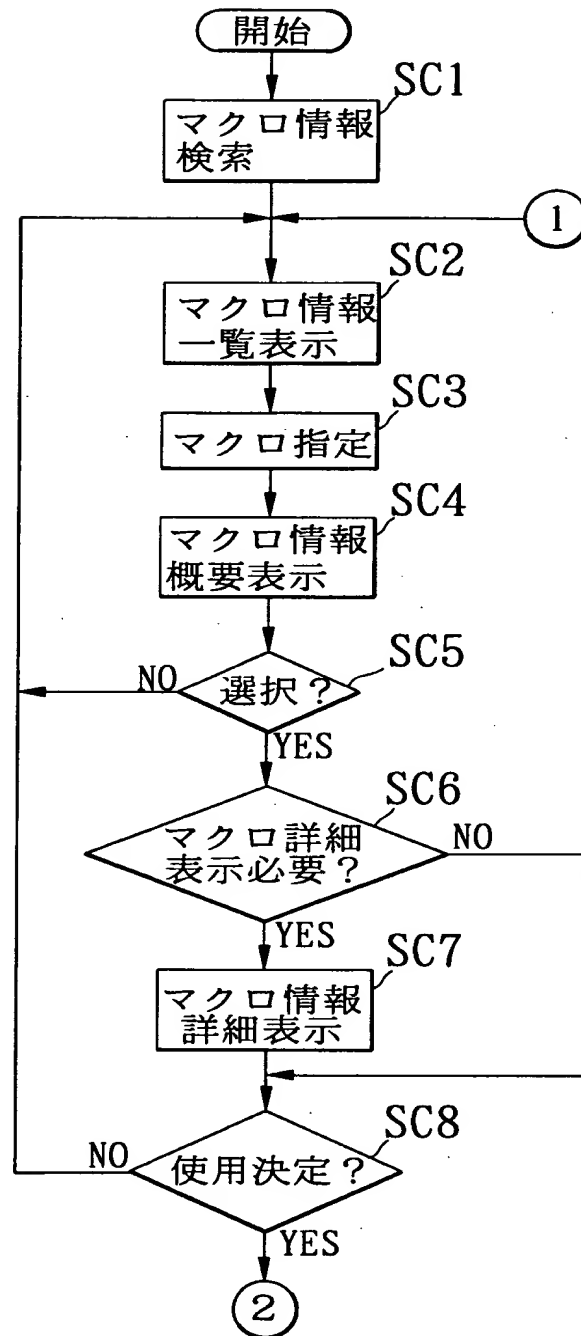 開始
SC1
マクロ情報
検索
1
SC2
マクロ情報
一覧表示
SC3
マクロ指定
SC4
マクロ情報
概要表示
SC5
NO
選択？
YES
SC6
マクロ詳細
表示必要？
NO
YES
SC7
マクロ情報
詳細表示
SC8
NO
使用決定？
YES
2